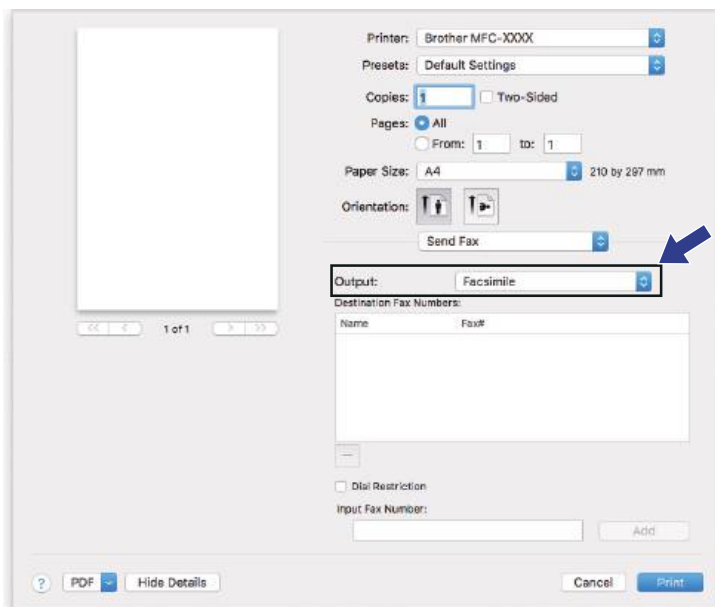 Printer: Brother MFC-XXXX
Presets: Default Settings
Copies: 1 Two-Sided
Pages: All
From: 1 to: 1
Paper Size: A4 210 by 297 mm
Orientation:
Send Fax
Output: Facsimile
Destination Fax Numbers:
Name Fax#
<< < 1 of 1 > >>
Dial Restriction
Input Fax Number:
Add
? PDF Hide Details Cancel Print